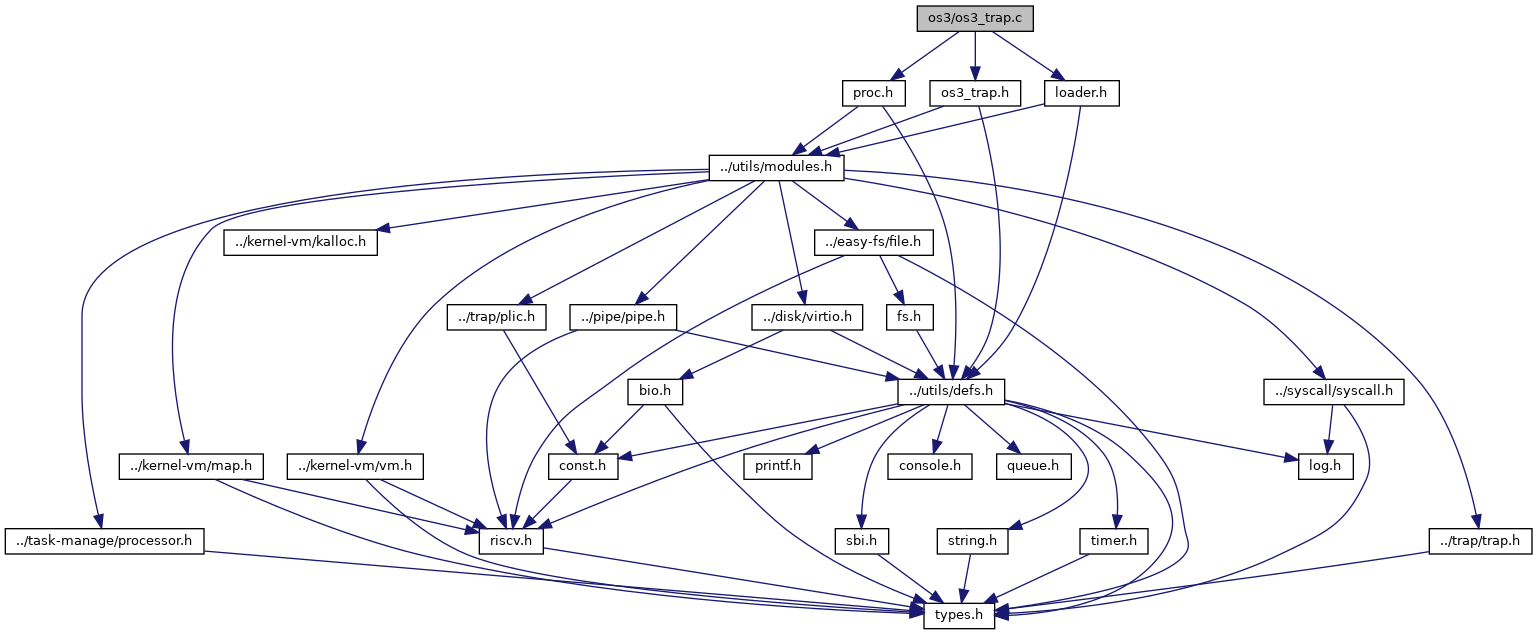 os3/os3_trap.c
proc.h
os3_trap.h
loader.h
../utils/modules.h
../kernel-vm/kalloc.h
../easy-fs/file.h
../trap/plic.h
../pipe/pipe.h
../disk/virtio.h
fs.h
bio.h
../utils/defs.h
../syscall/syscall.h
../kernel-vm/map.h
../kernel-vm/vm.h
const.h
printf.h
console.h
queue.h
log.h
../task-manage/processor.h
riscv.h
sbi.h
string.h
timer.h
../trap/trap.h
types.h